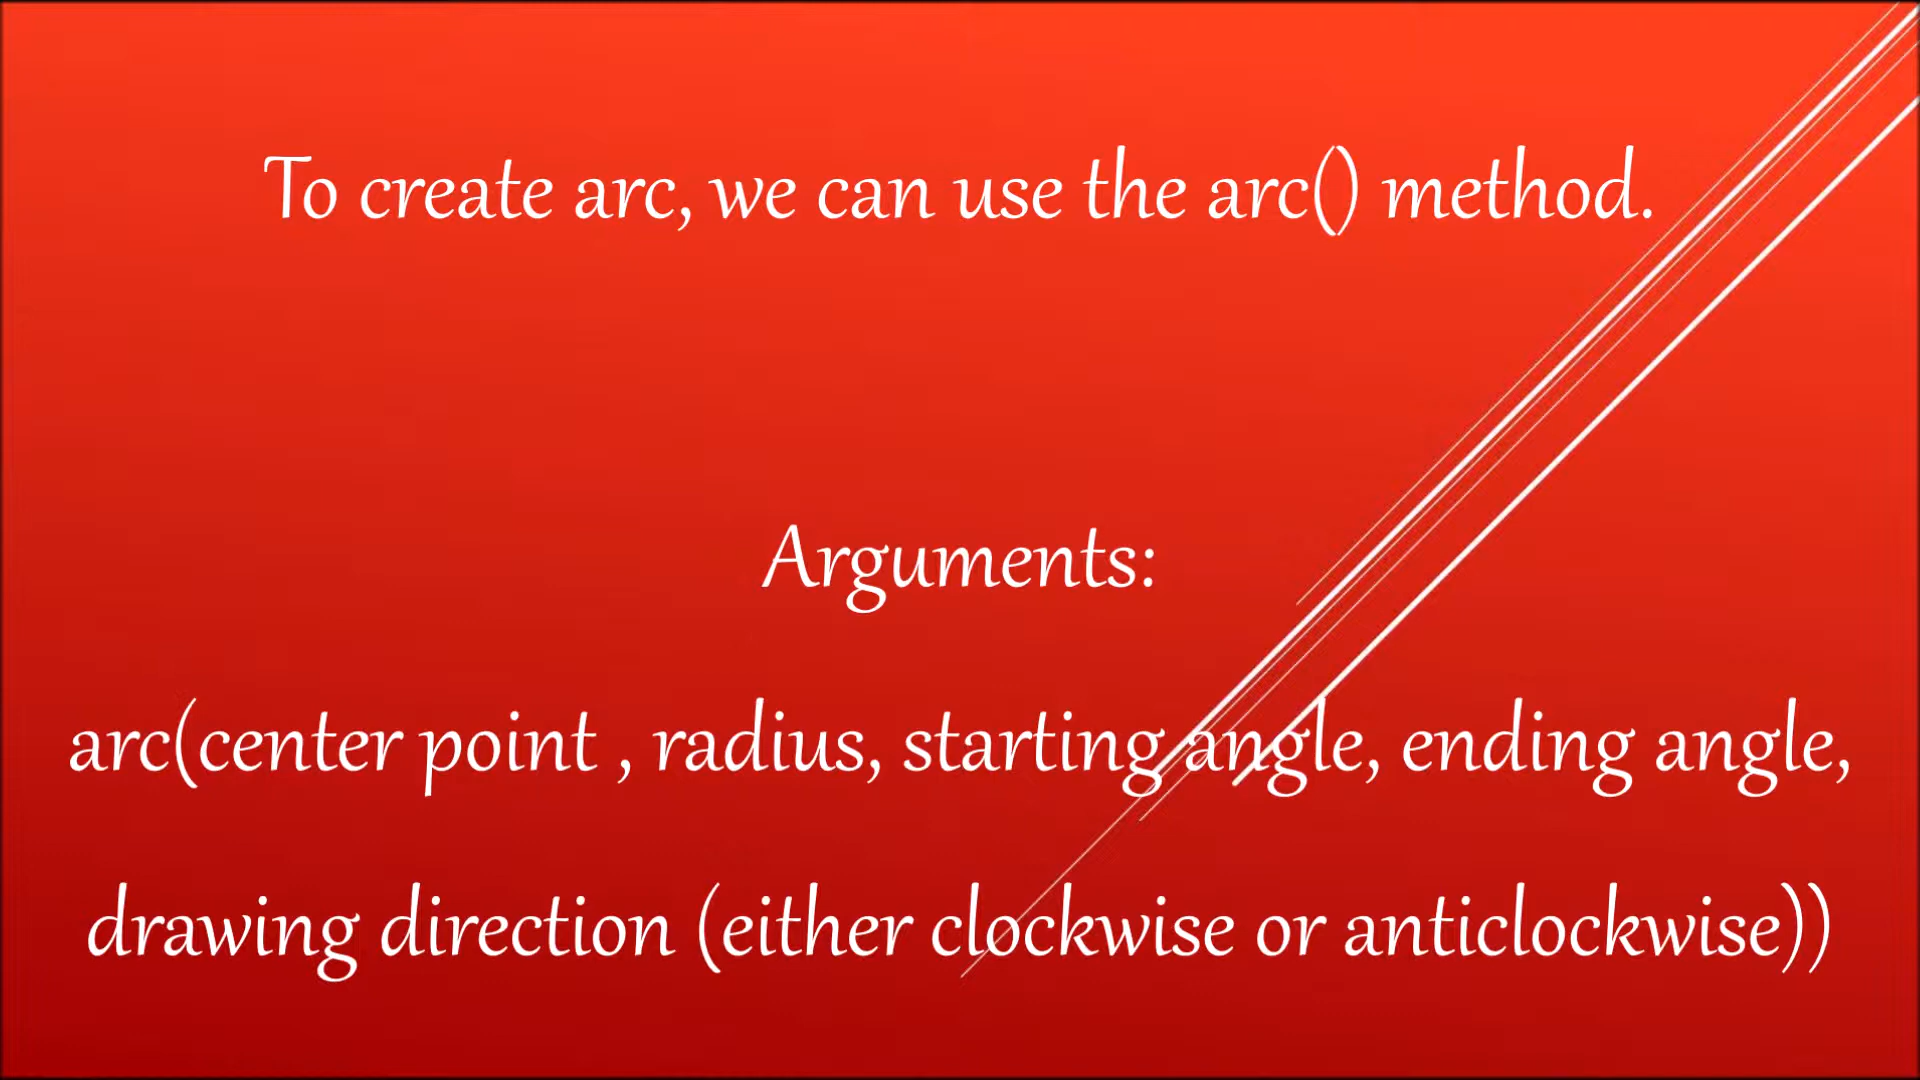 To create arc, we can use the arc() method.
Arguments:
arc(center point , radius, starting angle, ending angle,
drawing direction (either clockwise or anticlockwise))